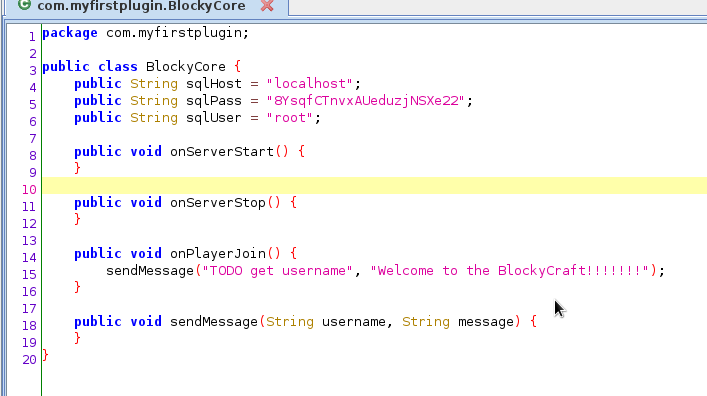 com.myfirstplugin.BlockyCore
1 package com.myfirstplugin;
2
3 public class BlockyCore {
4     public String sqlHost = "localhost";
5     public String sqlPass = "8YsqfCTnvxAUeduzjNSXe22";
6     public String sqlUser = "root";
7
8     public void onServerStart() {
9     }
10
11     public void onServerStop() {
12     }
13
14     public void onPlayerJoin() {
15         sendMessage("TODO get username", "Welcome to the BlockyCraft!!!!!!!");
16     }
17
18     public void sendMessage(String username, String message) {
19     }
20 }